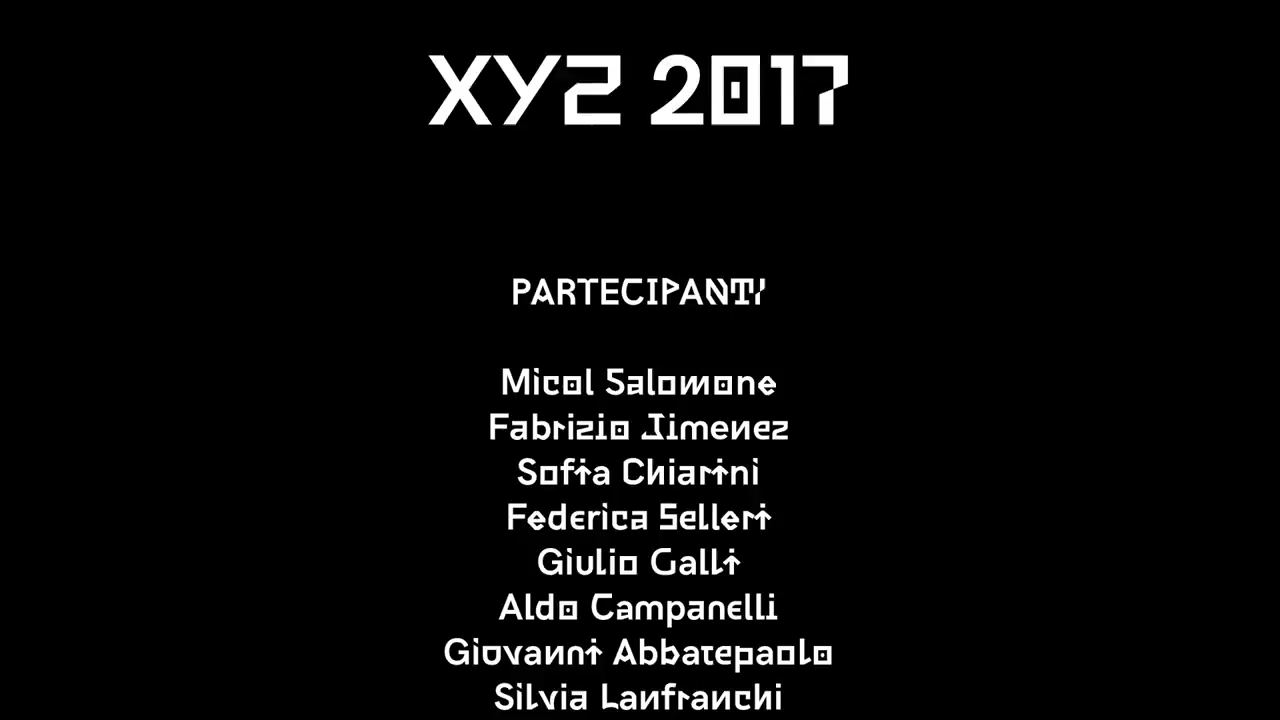 XYZ 2017
PARTECIPANTI
Micol Salomone
Fabrizio Jimenez
Sofia Chiarini
Federica Selleri
Giulio Galli
Aldo Campanelli
Giovanni Abbatepaolo
Silvia Lanfranchi